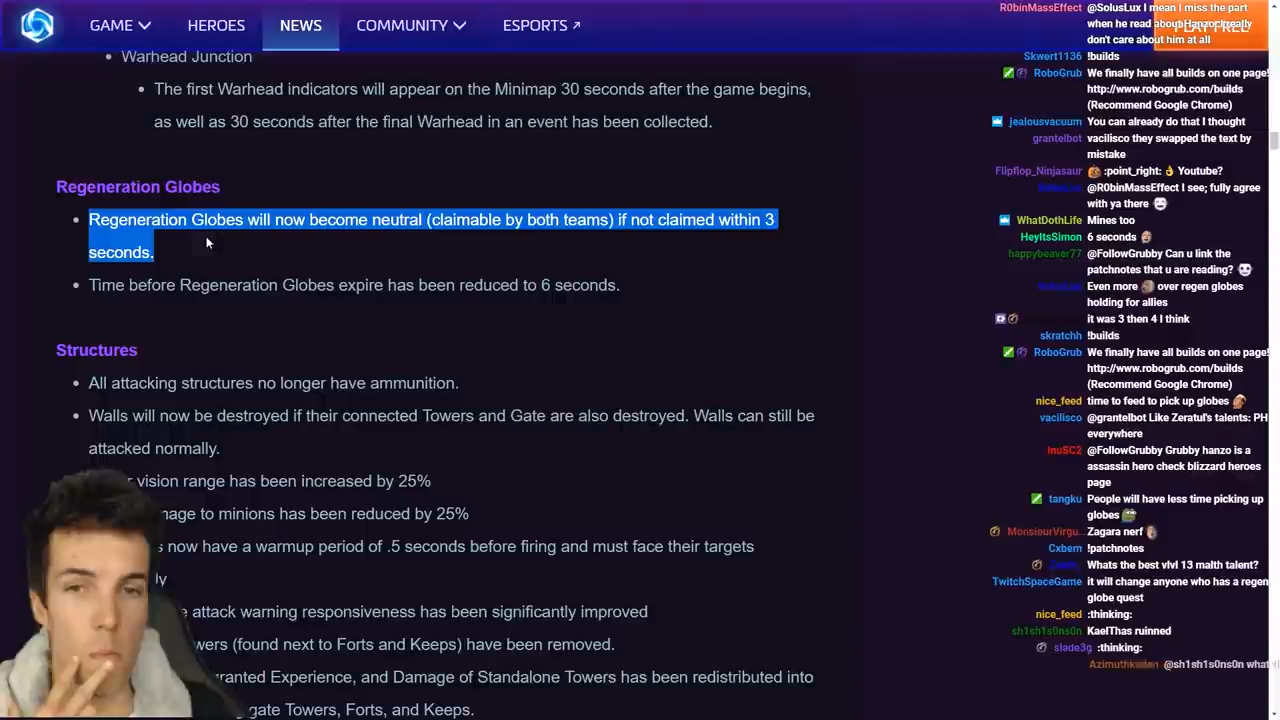 GAME
HEROES
NEWS
COMMUNITY
ESPORTS
Warhead Junction
The first Warhead indicators will appear on the Minimap 30 seconds after the game begins,
as well as 30 seconds after the final Warhead in an event has been collected.
Regeneration Globes
Regeneration Globes will now become neutral (claimable by both teams) if not claimed within 3
seconds.
Time before Regeneration Globes expire has been reduced to 6 seconds.
Structures
All attacking structures no longer have ammunition.
Walls will now be destroyed if their connected Towers and Gate are also destroyed. Walls can still be
attacked normally.
vision range has been increased by 25%
to minions has been reduced by 25%
now have a warmup period of .5 seconds before firing and must face their targets
attack warning responsiveness has been significantly improved
(found next to Forts and Keeps) have been removed.
Experience, and Damage of Standalone Towers has been redistributed into
Towers, Forts, and Keeps.
R0binMassEffect @SolusLux I mean I miss the part
when he read about Hanzo. I really
don't care about him at all
PLAY FREE
Skwert1136 !builds
RoboGrub We finally have all builds on one page!
http://www.robogrub.com/builds
(Recommend Google Chrome)
jealousvacuum You can already do that I thought
grantelbot vacilisco they swapped the text by
mistake
Flipflop_Ninjasaur :point_right: Youtube?
@R0binMassEffect I see; fully agree
with ya there
WhatDothLife Mines too
HeyItsSimon 6 seconds
happybeaver77 @FollowGrubby Can u link the
patchnotes that u are reading?
Even more over regen globes
holding for allies
it was 3 then 4 I think
skratchh !builds
RoboGrub We finally have all builds on one page!
http://www.robogrub.com/builds
(Recommend Google Chrome)
nice_feed time to feed to pick up globes
vacilisco @grantelbot Like Zeratul's talents: PH
everywhere
InuSC2 @FollowGrubby Grubby hanzo is a
assassin hero check blizzard heroes
page
tangku People will have less time picking up
globes
MonsieurVirgu... Zagara nerf
Cxbem !patchnotes
Whats the best vlvl 13 malth talent?
TwitchSpaceGame it will change anyone who has a regen
globe quest
nice_feed :thinking:
sh1sh1s0ns0n KaelThas ruinned
slade3g :thinking:
@sh1sh1s0ns0n